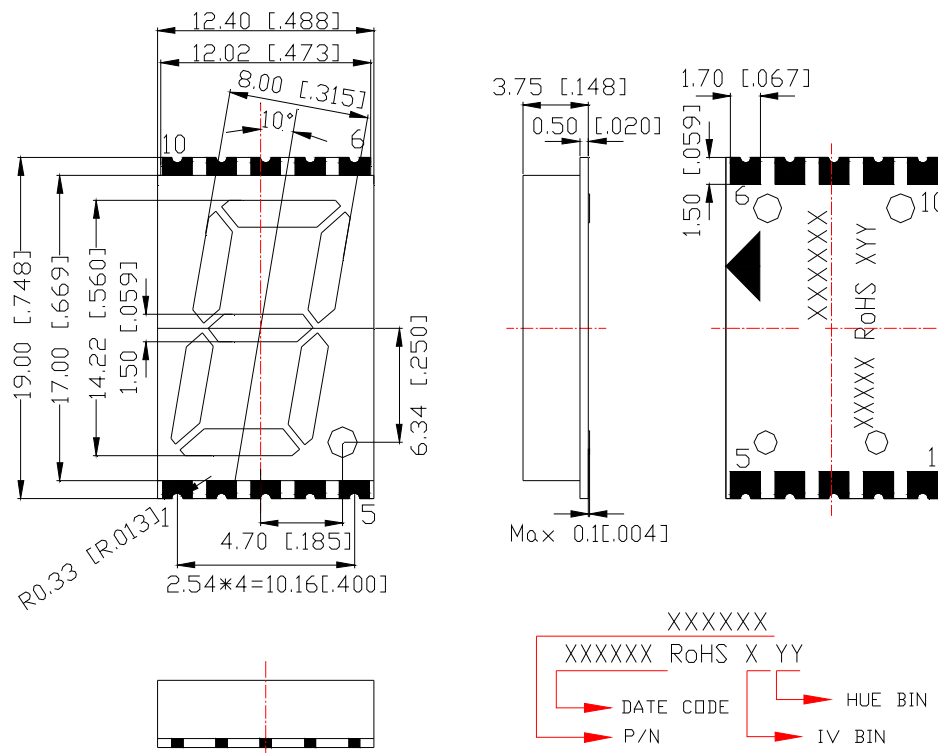 12.40 [.488]
12.02 [.473]
8.00 [.315]
10°
10
6
19.00 [.748]
17.00 [.669]
14.22 [.560]
1.50 [.059]
6.34 [.250]
1
5
R0.33 [R.013]
4.70 [.185]
2.54*4=10.16[.400]
3.75 [.148]
0.50 [.020]
Max 0.1[.004]
1.70 [.067]
1.50 [.059]
6
10
XXXXXX
XXXXX RoHS XYY
5
1
XXXXXX
XXXXXX RoHS X YY
HUE BIN
DATE CODE
P/N
IV BIN